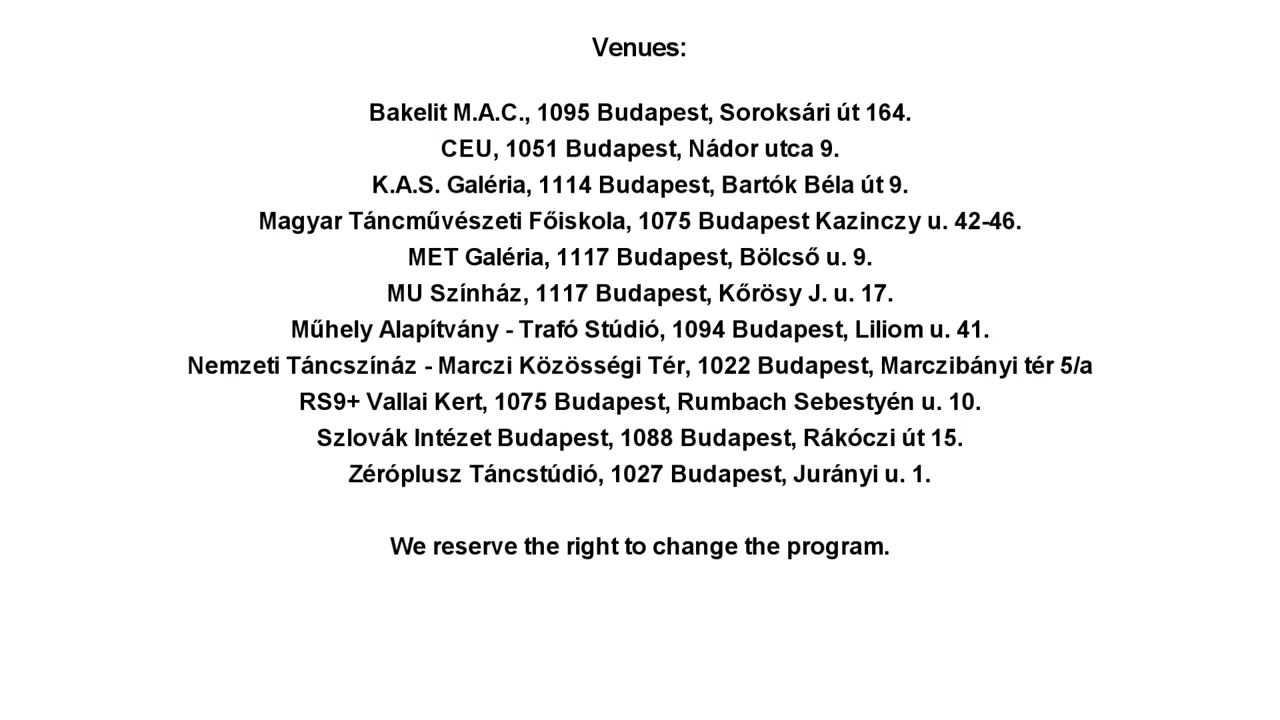 Venues:
Bakelit M.A.C., 1095 Budapest, Soroksári út 164.
CEU, 1051 Budapest, Nádor utca 9.
K.A.S. Galéria, 1114 Budapest, Bartók Béla út 9.
Magyar Táncművészeti Főiskola, 1075 Budapest Kazinczy u. 42-46.
MET Galéria, 1117 Budapest, Bölcső u. 9.
MU Színház, 1117 Budapest, Kőrösy J. u. 17.
Műhely Alapítvány - Trafó Stúdió, 1094 Budapest, Liliom u. 41.
Nemzeti Táncszínáz - Marczi Közösségi Tér, 1022 Budapest, Marczibányi tér 5/a
RS9+ Vallai Kert, 1075 Budapest, Rumbach Sebestyén u. 10.
Szlovák Intézet Budapest, 1088 Budapest, Rákóczi út 15.
Zéróplusz Táncstúdió, 1027 Budapest, Jurányi u. 1.
We reserve the right to change the program.